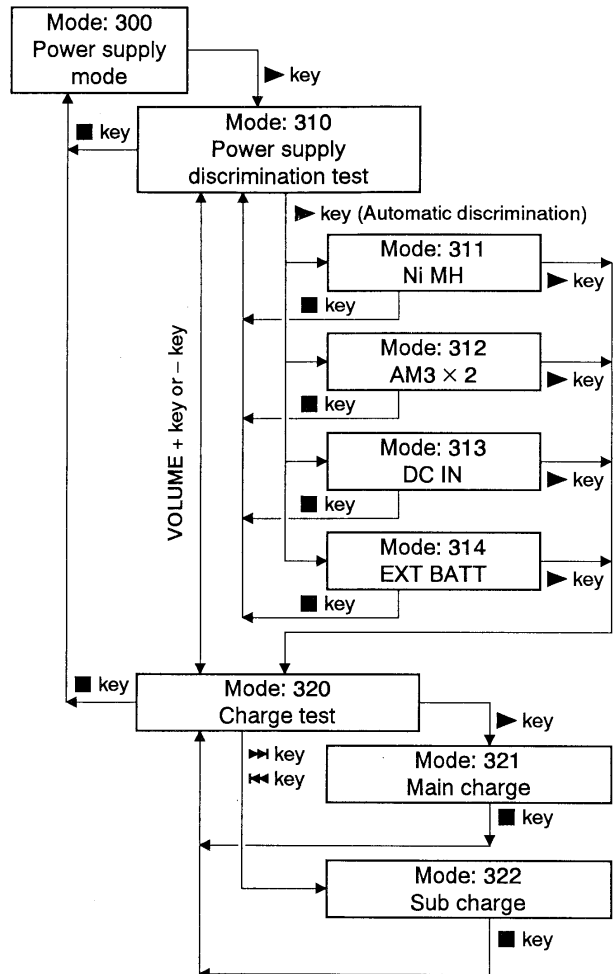 Mode: 300
Power supply
mode
▶ key
Mode: 310
Power supply
discrimination test
■ key
▶ key (Automatic discrimination)
Mode: 311
Ni MH
▶ key
■ key
Mode: 312
AM3 × 2
▶ key
■ key
Mode: 313
DC IN
▶ key
■ key
Mode: 314
EXT BATT
▶ key
■ key
VOLUME + key or – key
Mode: 320
Charge test
■ key
▶ key
▶▶| key
|◀◀ key
Mode: 321
Main charge
■ key
Mode: 322
Sub charge
■ key